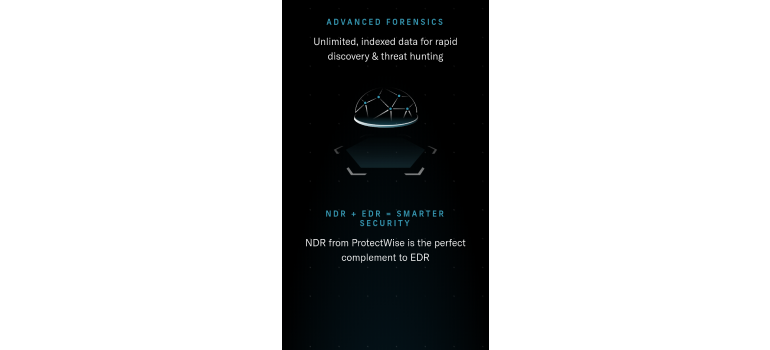 ADVANCED FORENSICS
Unlimited, indexed data for rapid
discovery & threat hunting
NDR + EDR = SMARTER
SECURITY
NDR from ProtectWise is the perfect
complement to EDR